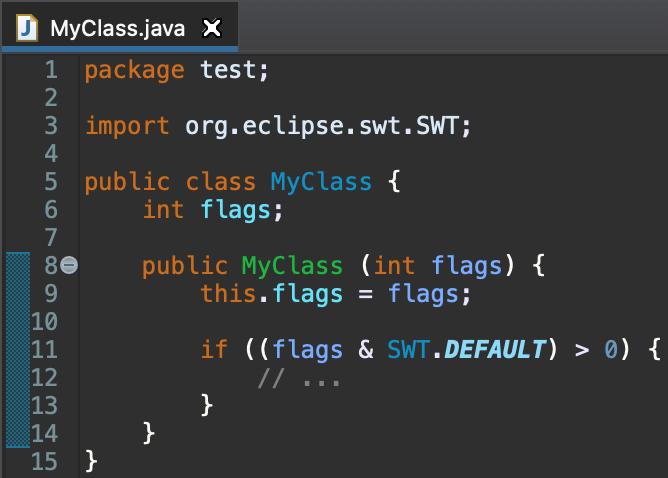 MyClass.java
1 package test;
2
3 import org.eclipse.swt.SWT;
4
5 public class MyClass {
6     int flags;
7
8     public MyClass (int flags) {
9         this.flags = flags;
10
11         if ((flags & SWT.DEFAULT) > 0) {
12             // ...
13         }
14     }
15 }